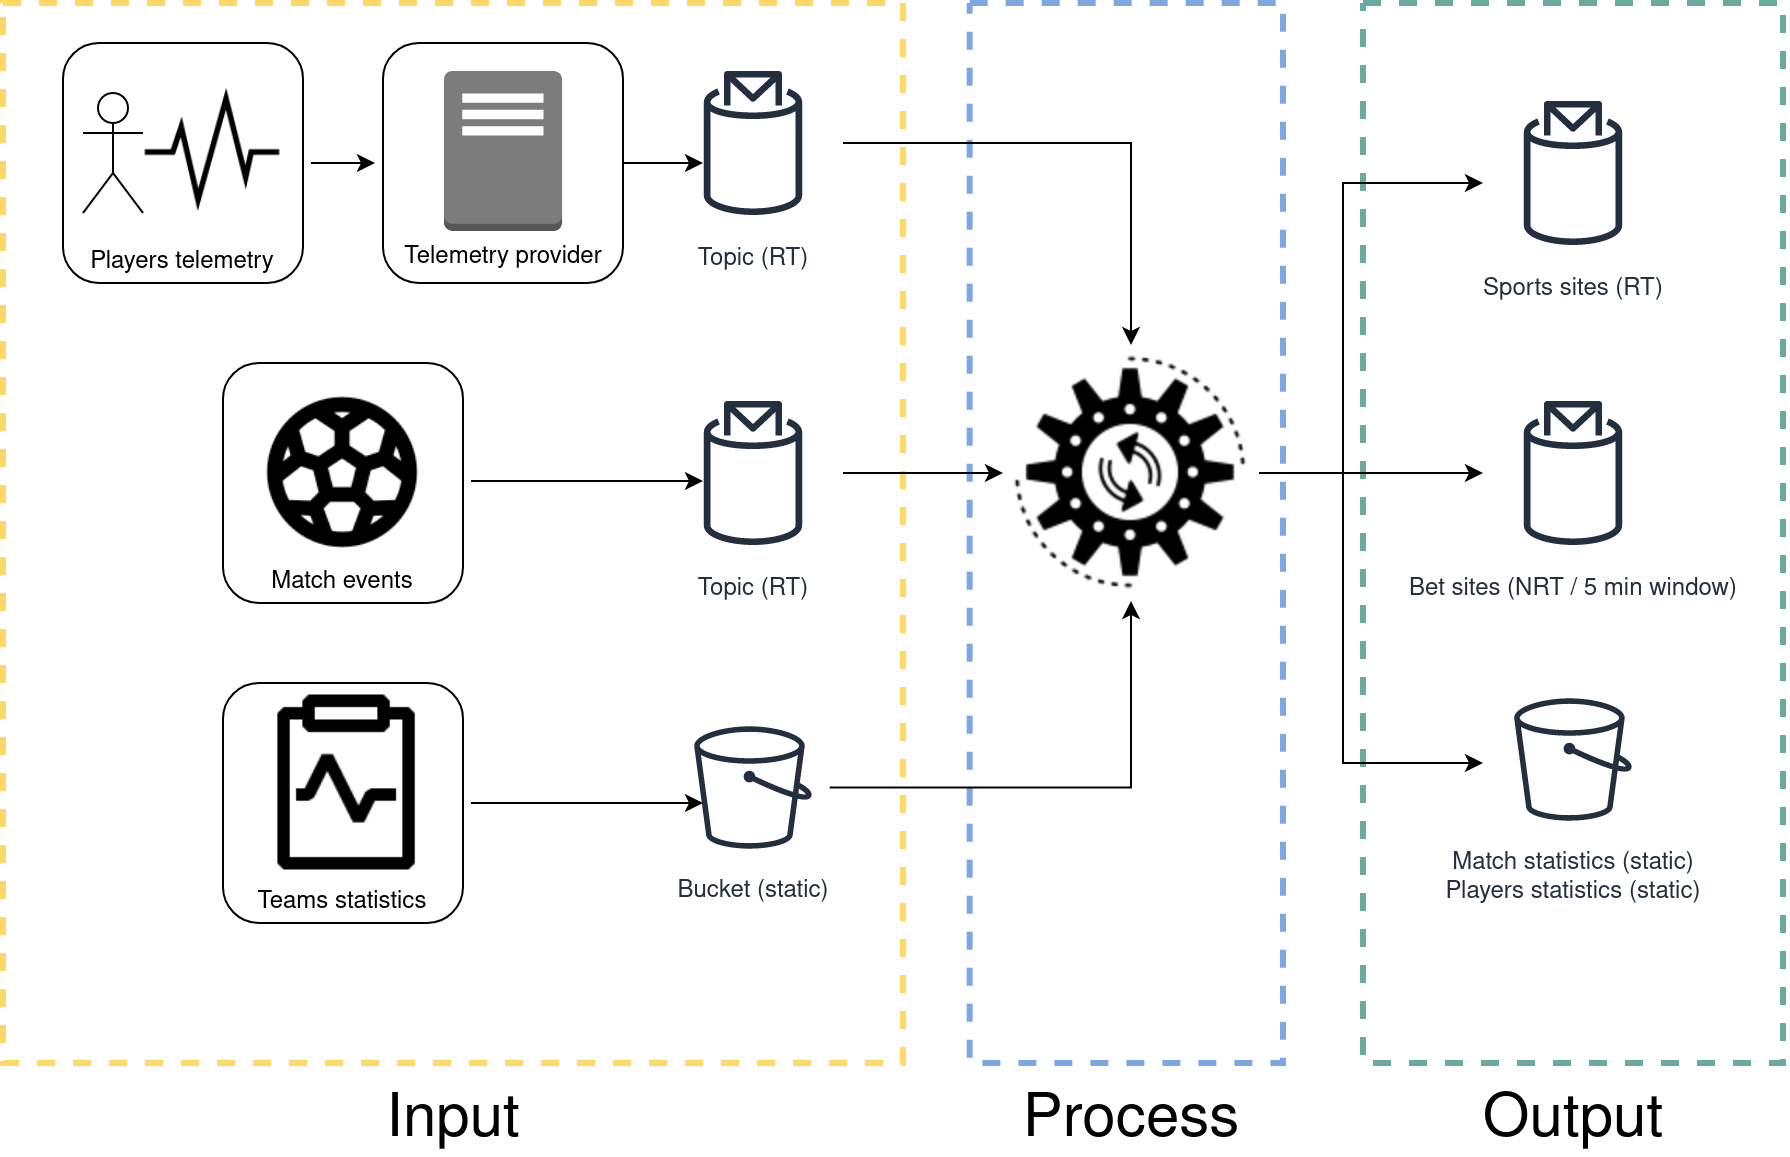 Players telemetry
Telemetry provider
Topic (RT)
Sports sites (RT)
Match events
Topic (RT)
Bet sites (NRT / 5 min window)
Teams statistics
Bucket (static)
Match statistics (static)
Players statistics (static)
Input
Process
Output